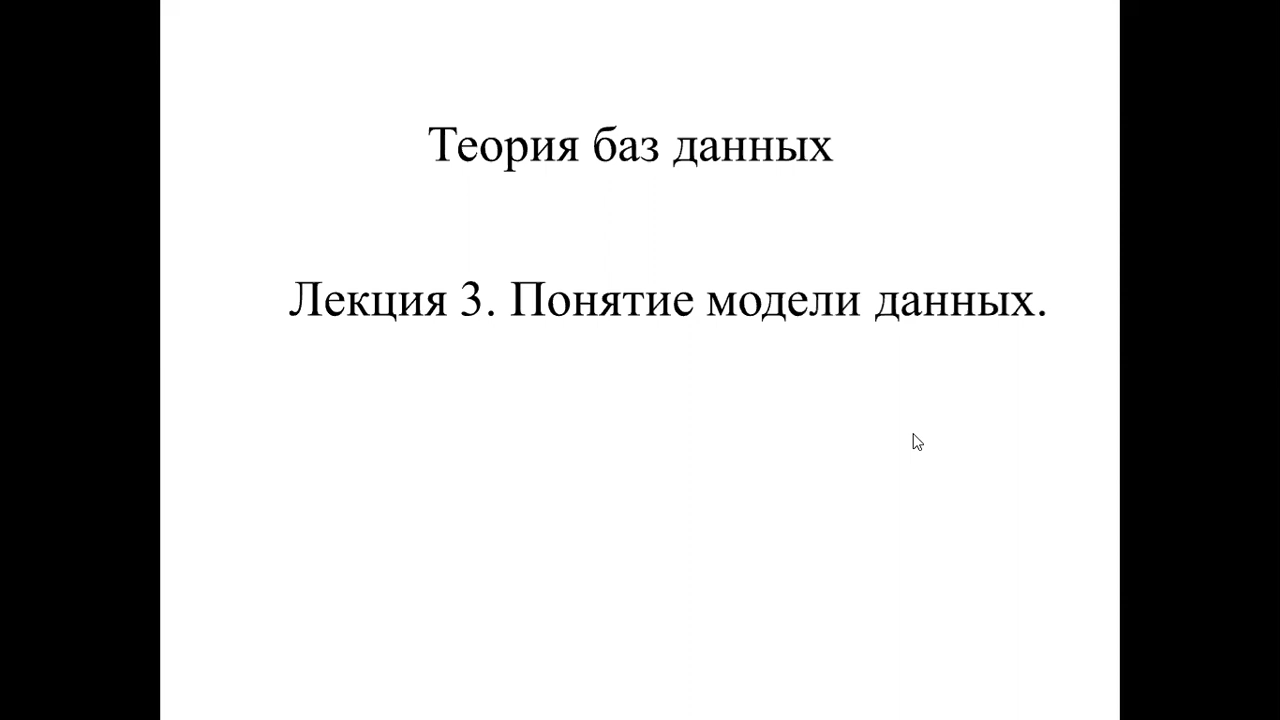 Теория баз данных
Лекция 3. Понятие модели данных.